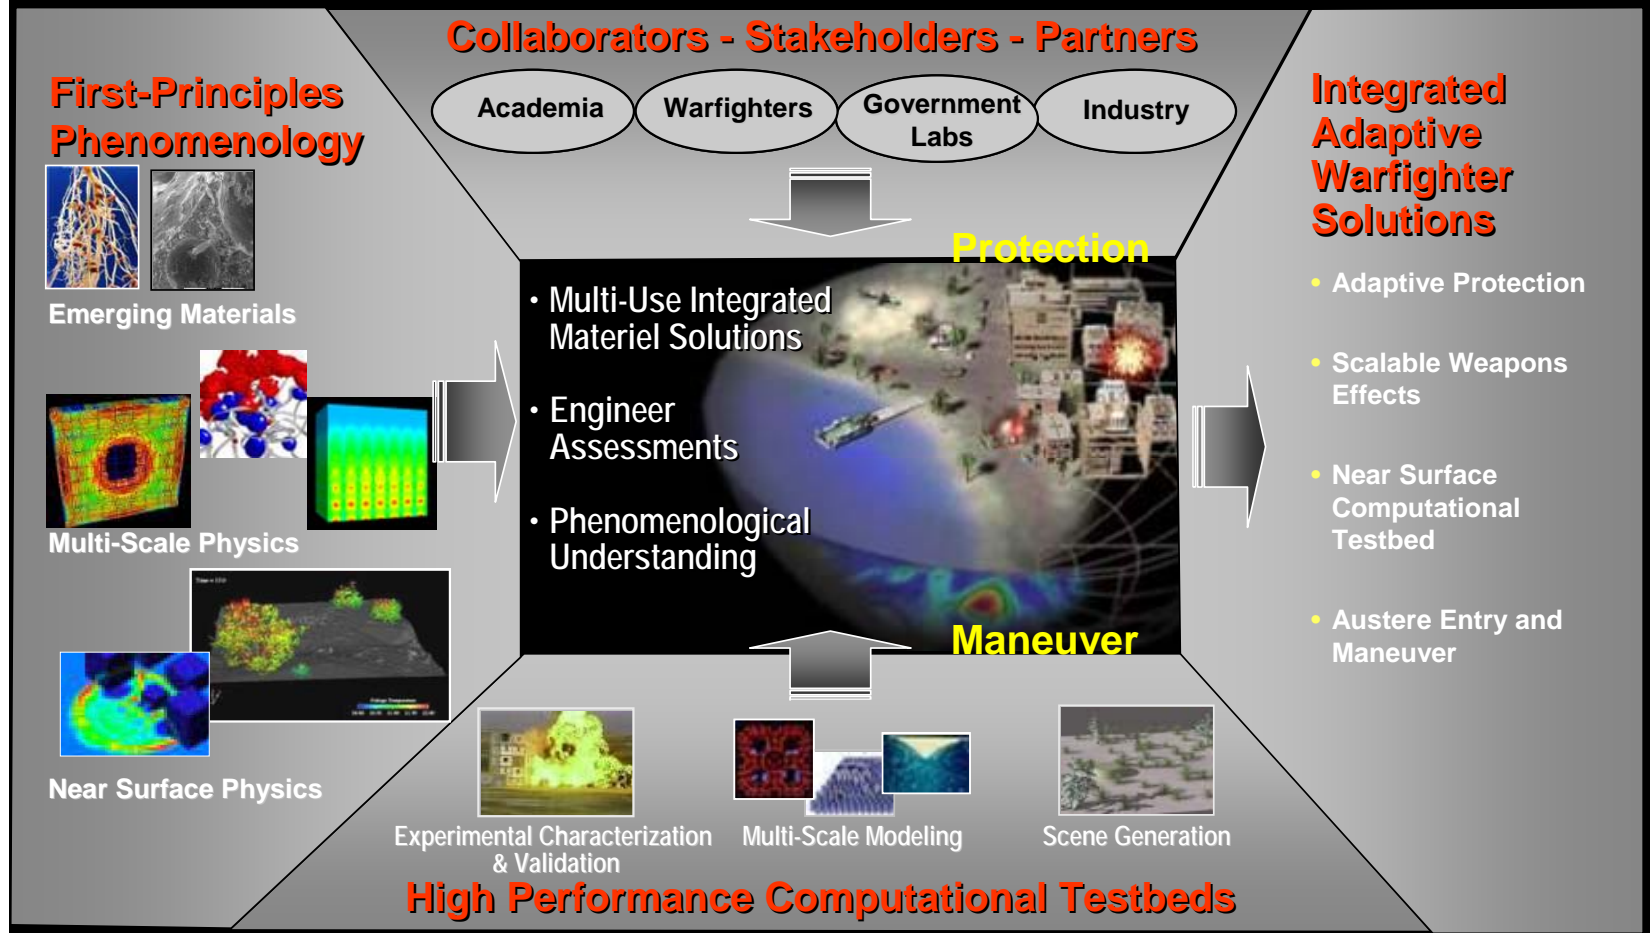 Collaborators - Stakeholders - Partners
Academia
Warfighters
Government
Labs
Industry
First-Principles
Phenomenology
Emerging Materials
Multi-Scale Physics
Near Surface Physics
Protection
• Multi-Use Integrated
Materiel Solutions
• Engineer
Assessments
• Phenomenological
Understanding
Maneuver
Integrated
Adaptive
Warfighter
Solutions
• Adaptive Protection
• Scalable Weapons
Effects
• Near Surface
Computational
Testbed
• Austere Entry and
Maneuver
Experimental Characterization
& Validation
Multi-Scale Modeling
Scene Generation
High Performance Computational Testbeds